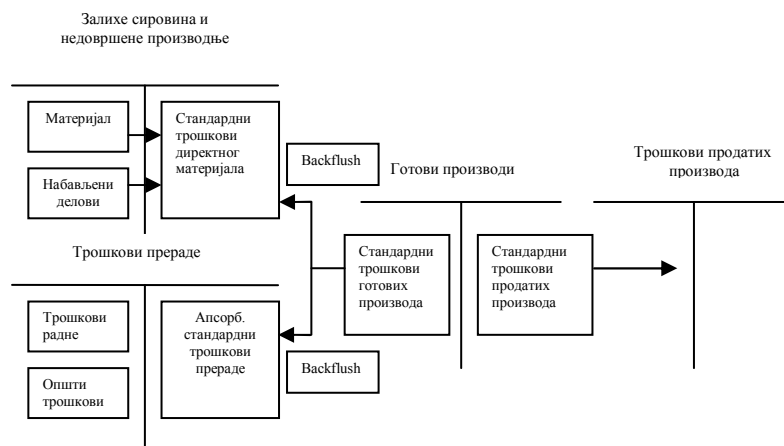 Залихе сировина и
недовршене производње
Материјал
Набављени
делови
Стандардни
трошкови
директног
материјала
Backflush
Готови производи
Трошкови продатих
производа
Трошкови прераде
Стандардни
трошкови
готових
производа
Стандардни
трошкови
продатих
производа
Трошкови
радне
Општи
трошкови
Апсорб.
стандардни
трошкови
прераде
Backflush